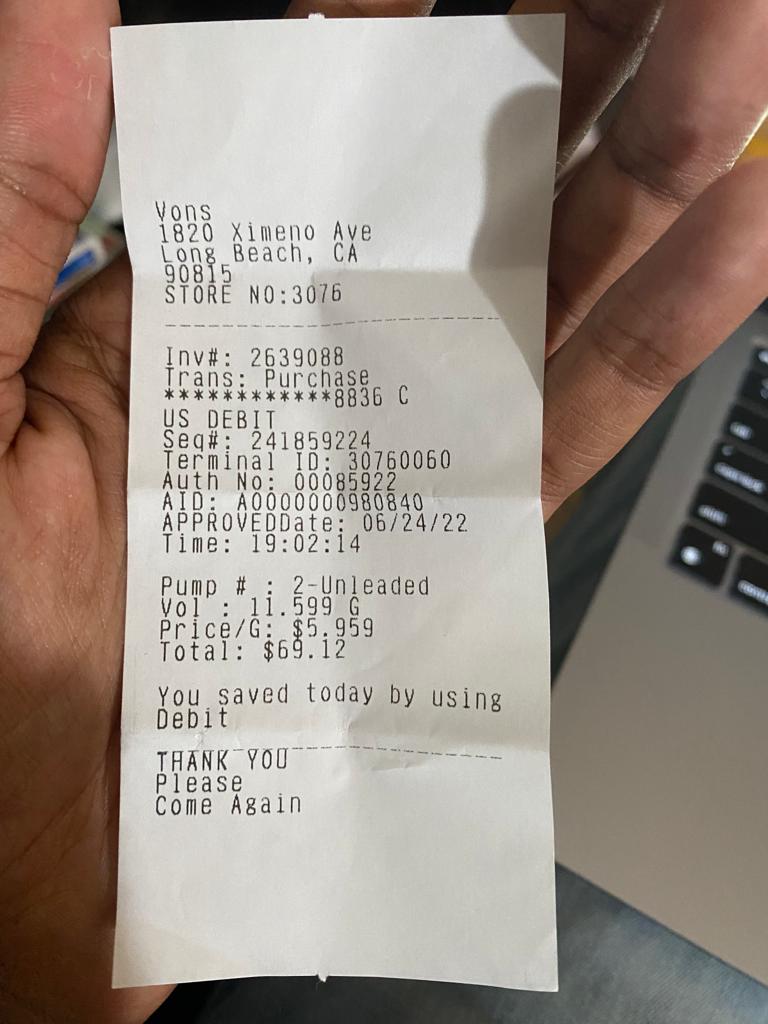 Vons
1820 Ximeno Ave
Long Beach, CA
90815
STORE NO:3076
Inv#: 2639088
Trans: Purchase
************8836 C
US DEBIT
Seq#: 241859224
Terminal ID: 30760060
Auth No: 00085922
AID: A0000000980840
APPROVEDDate: 06/24/22
Time: 19:02:14
Pump # : 2-Unleaded
Vol : 11.599 G
Price/G: $5.959
Total: $69.12
You saved today by using
Debit
THANK YOU
Please
Come Again